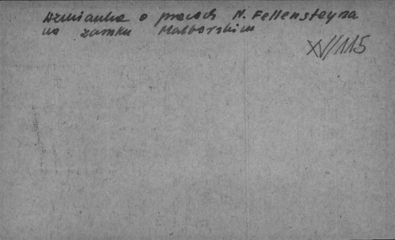 Wzmianka o pracach N. Fellensteyna
na zamku Malborskim
XV/115